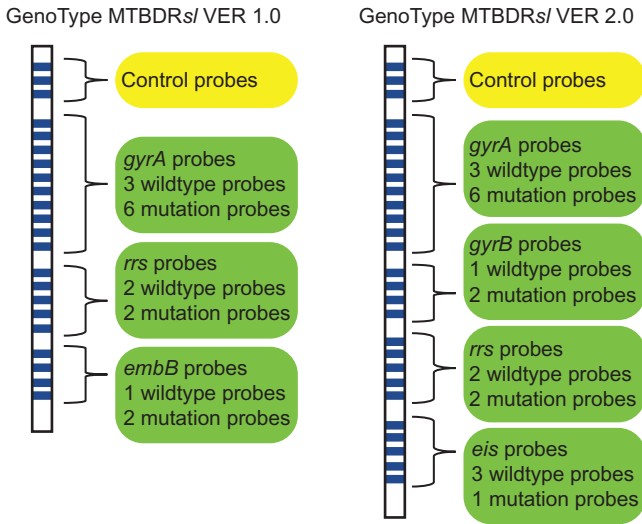 GenoType MTBDRsl VER 1.0
Control probes
gyrA probes
3 wildtype probes
6 mutation probes
rrs probes
2 wildtype probes
2 mutation probes
embB probes
1 wildtype probes
2 mutation probes
GenoType MTBDRsl VER 2.0
Control probes
gyrA probes
3 wildtype probes
6 mutation probes
gyrB probes
1 wildtype probes
2 mutation probes
rrs probes
2 wildtype probes
2 mutation probes
eis probes
3 wildtype probes
1 mutation probes